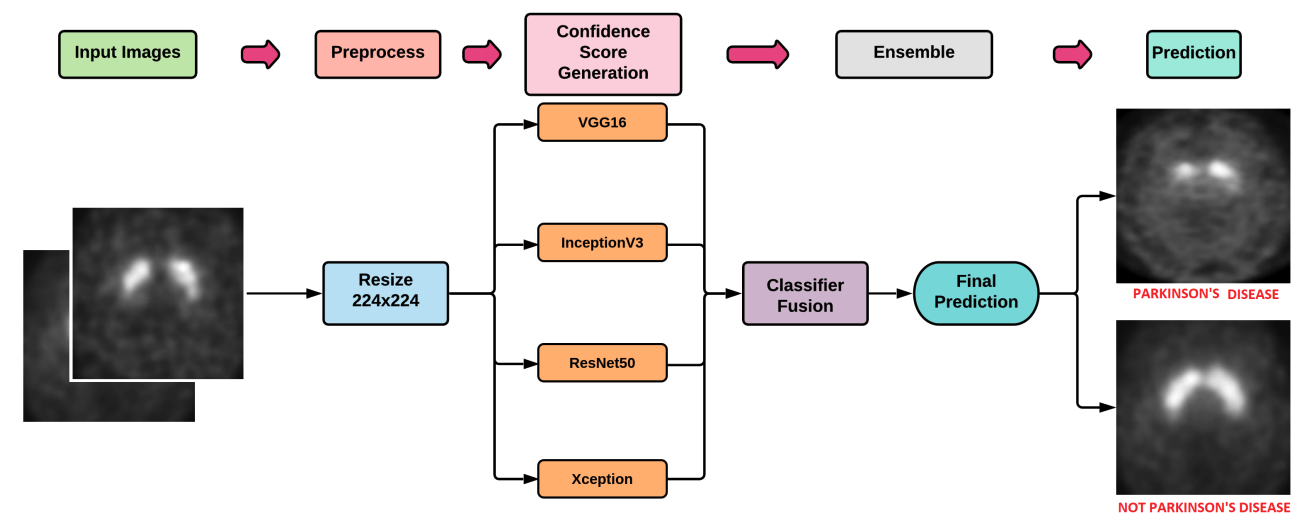 Input Images
Preprocess
Confidence
Score
Generation
Ensemble
Prediction
VGG16
InceptionV3
ResNet50
Xception
Resize
224x224
Classifier
Fusion
Final
Prediction
PARKINSON'S DISEASE
NOT PARKINSON'S DISEASE